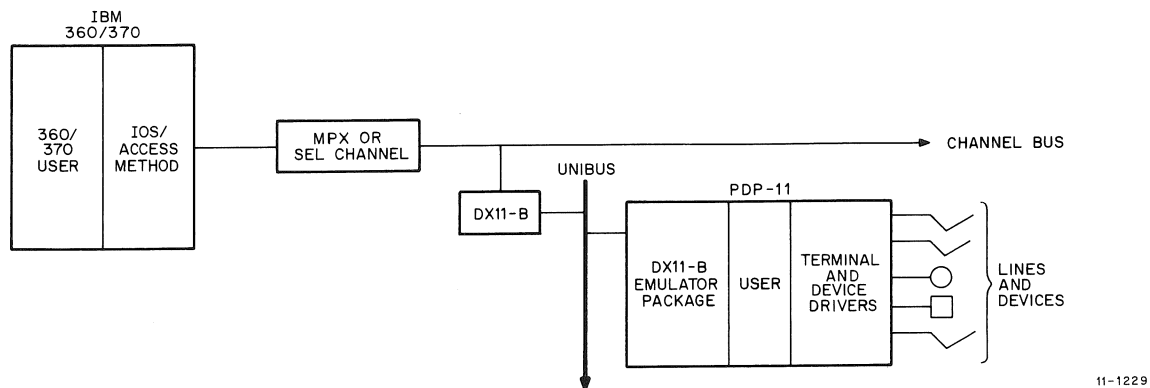 IBM
360/370
360/
370
USER
IOS/
ACCESS
METHOD
MPX OR
SEL CHANNEL
CHANNEL BUS
UNIBUS
DX11-B
PDP-11
DX11-B
EMULATOR
PACKAGE
USER
TERMINAL
AND
DEVICE
DRIVERS
LINES
AND
DEVICES
11-1229